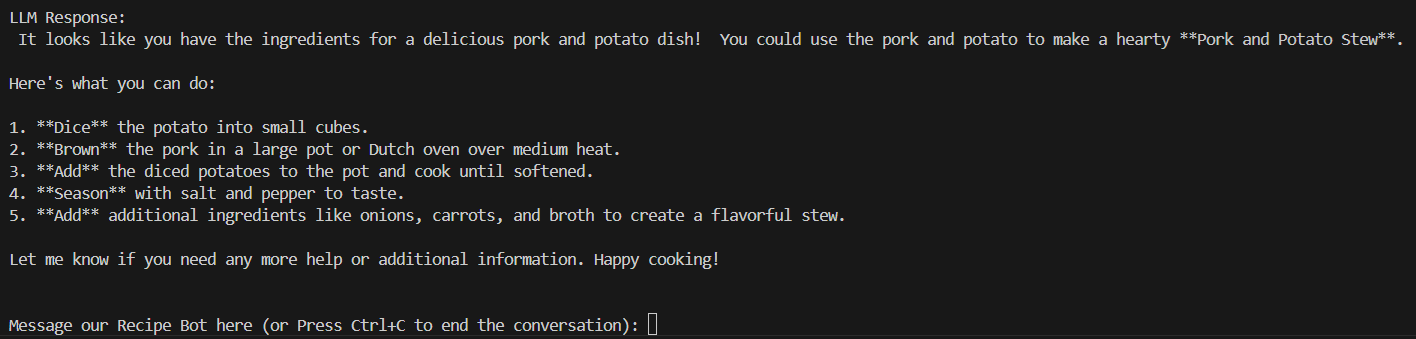 LLM Response:
It looks like you have the ingredients for a delicious pork and potato dish!  You could use the pork and potato to make a hearty **Pork and Potato Stew**.
Here's what you can do:
1. **Dice** the potato into small cubes.
2. **Brown** the pork in a large pot or Dutch oven over medium heat.
3. **Add** the diced potatoes to the pot and cook until softened.
4. **Season** with salt and pepper to taste.
5. **Add** additional ingredients like onions, carrots, and broth to create a flavorful stew.
Let me know if you need any more help or additional information. Happy cooking!
Message our Recipe Bot here (or Press Ctrl+C to end the conversation):